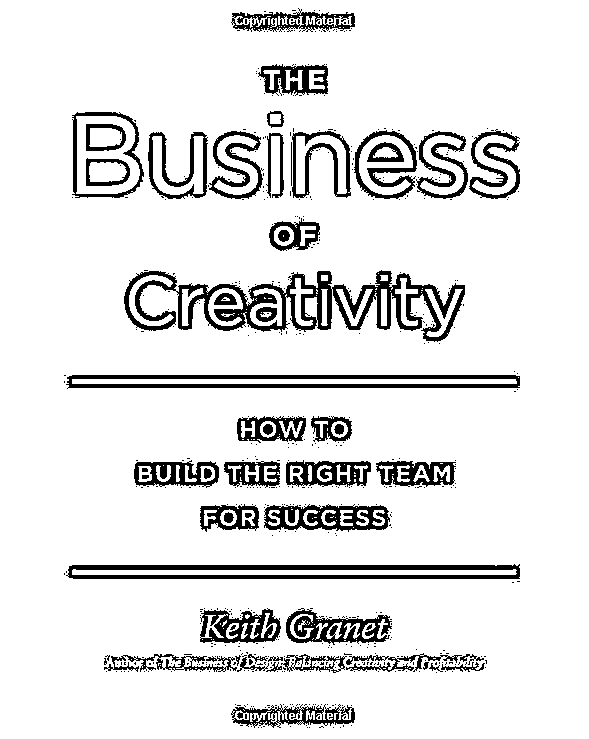 Copyrighted Material
THE
Business
OF
Creativity
HOW TO
BUILD THE RIGHT TEAM
FOR SUCCESS
Keith Granet
Author of The Business of Design: Balancing Creativity and Profitability
Copyrighted Material